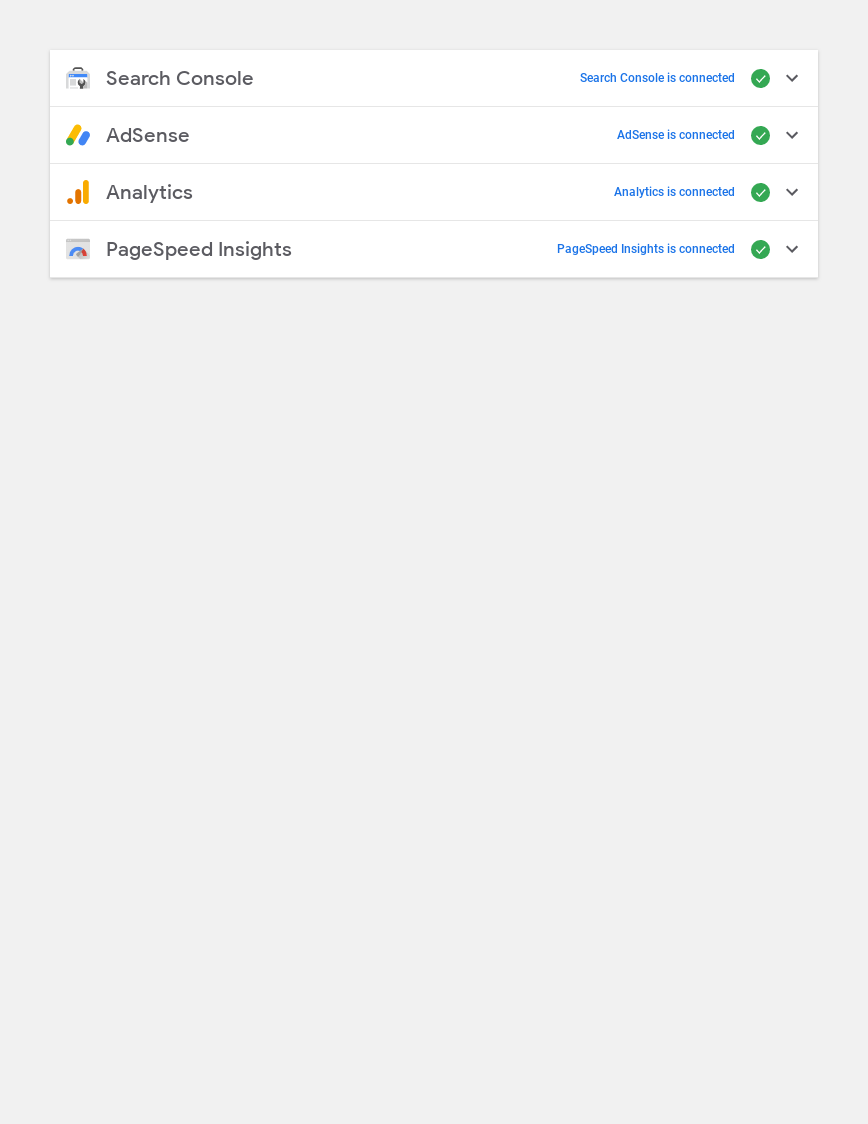 Search Console
Search Console is connected
AdSense
AdSense is connected
Analytics
Analytics is connected
PageSpeed Insights
PageSpeed Insights is connected